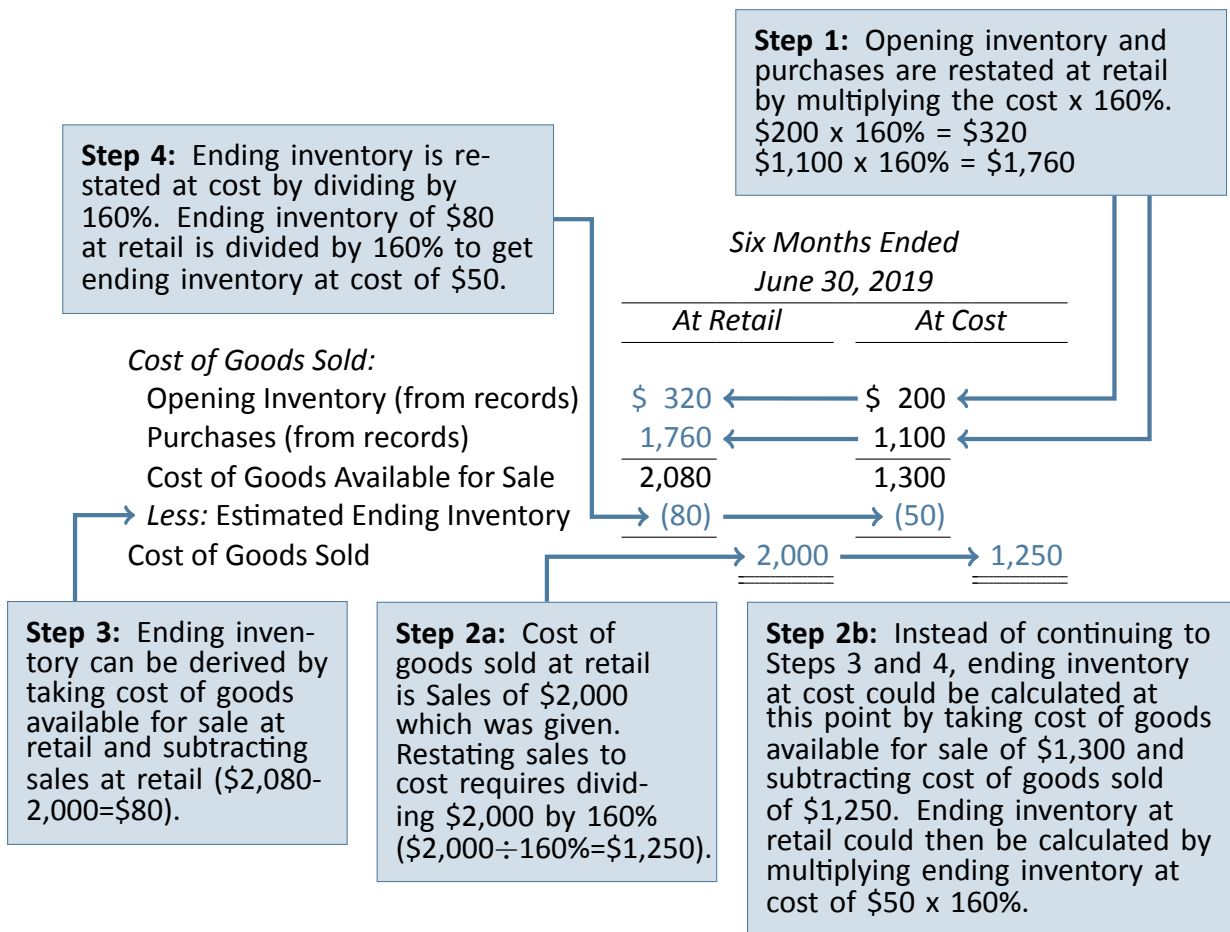 Step 1: Opening inventory and
purchases are restated at retail
by multiplying the cost x 160%.
$200 x 160% = $320
$1,100 x 160% = $1,760
Step 4: Ending inventory is re-
stated at cost by dividing by
160%. Ending inventory of $80
at retail is divided by 160% to get
ending inventory at cost of $50.
Six Months Ended
June 30, 2019
At Retail At Cost
Cost of Goods Sold:
Opening Inventory (from records) $ 320 $ 200
Purchases (from records) 1,760 1,100
Cost of Goods Available for Sale 2,080 1,300
Less: Estimated Ending Inventory (80) (50)
Cost of Goods Sold 2,000 1,250
Step 3: Ending inven-
tory can be derived by
taking cost of goods
available for sale at
retail and subtracting
sales at retail ($2,080-
2,000=$80).
Step 2a: Cost of
goods sold at retail
is Sales of $2,000
which was given.
Restating sales to
cost requires divid-
ing $2,000 by 160%
($2,000÷160%=$1,250).
Step 2b: Instead of continuing to
Steps 3 and 4, ending inventory
at cost could be calculated at
this point by taking cost of goods
available for sale of $1,300 and
subtracting cost of goods sold
of $1,250. Ending inventory at
retail could then be calculated by
multiplying ending inventory at
cost of $50 x 160%.